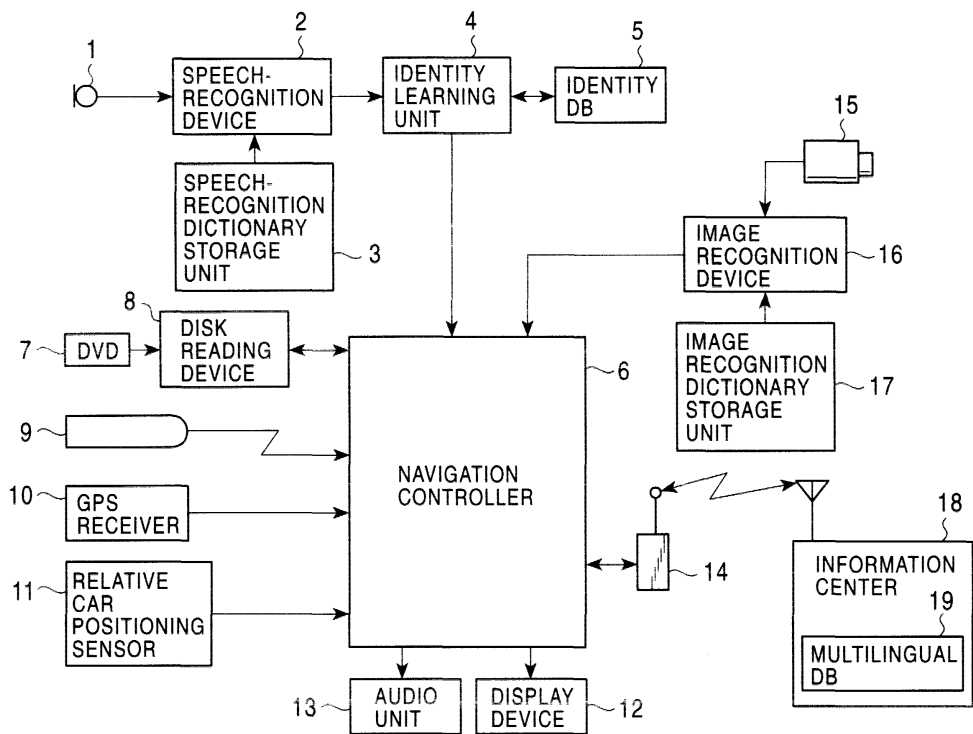 1
2
SPEECH-
RECOGNITION
DEVICE
4
IDENTITY
LEARNING
UNIT
5
IDENTITY
DB
15
SPEECH-
RECOGNITION
DICTIONARY
STORAGE
UNIT
3
IMAGE
RECOGNITION
DEVICE
16
7
DVD
8
DISK
READING
DEVICE
6
IMAGE
RECOGNITION
DICTIONARY
STORAGE
UNIT
17
9
NAVIGATION
CONTROLLER
10
GPS
RECEIVER
14
18
INFORMATION
CENTER
11
RELATIVE
CAR
POSITIONING
SENSOR
19
MULTILINGUAL
DB
13
AUDIO
UNIT
DISPLAY
DEVICE
12